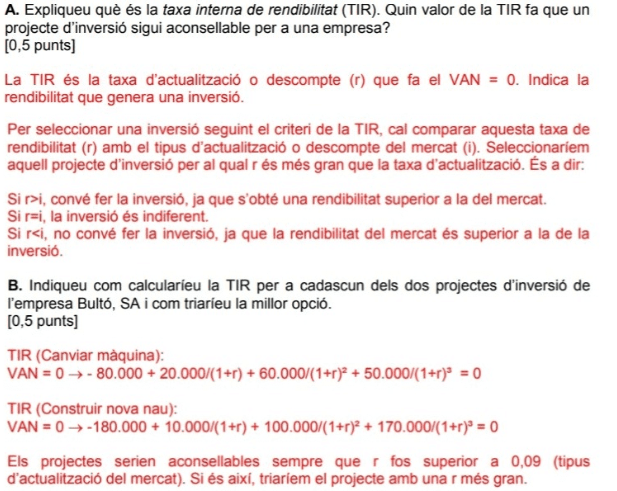 A. Expliqueu què és la taxa interna de rendibilitat (TIR). Quin valor de la TIR fa que un
projecte d'inversió sigui aconsellable per a una empresa?
[0,5 punts]
La TIR és la taxa d'actualització o descompte (r) que fa el VAN = 0. Indica la
rendibilitat que genera una inversió.
Per seleccionar una inversió seguint el criteri de la TIR, cal comparar aquesta taxa de
rendibilitat (r) amb el tipus d'actualització o descompte del mercat (i). Seleccionaríem
aquell projecte d'inversió per al qual r és més gran que la taxa d'actualització. És a dir:
Si r>i, convé fer la inversió, ja que s'obté una rendibilitat superior a la del mercat.
Si r=i, la inversió és indiferent.
Si r<i, no convé fer la inversió, ja que la rendibilitat del mercat és superior a la de la
inversió.
B. Indiqueu com calcularíeu la TIR per a cadascun dels dos projectes d'inversió de
l'empresa Bultó, SA i com triaríeu la millor opció.
[0,5 punts]
TIR (Canviar màquina):
VAN = 0 → - 80.000 + 20.000/(1+r) + 60.000/(1+r)² + 50.000/(1+r)³ = 0
TIR (Construir nova nau):
VAN = 0 → -180.000 + 10.000/(1+r) + 100.000/(1+r)² + 170.000/(1+r)³ = 0
Els projectes serien aconsellables sempre que r fos superior a 0,09 (tipus
d'actualització del mercat). Si és així, triaríem el projecte amb una r més gran.